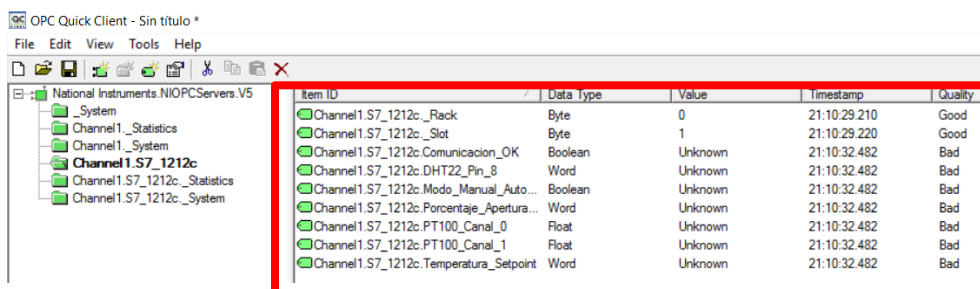 OPC Quick Client - Sin título *
File Edit View Tools Help
National Instruments.NIOPCServers.V5
_System
Channel1._Statistics
Channel1._System
Channel1.S7_1212c
Channel1.S7_1212c._Statistics
Channel1.S7_1212c._System
Item ID Data Type Value Timestamp Quality
Channel1.S7_1212c._Rack Byte 0 21:10:29.210 Good
Channel1.S7_1212c._Slot Byte 1 21:10:29.220 Good
Channel1.S7_1212c.Comunicacion_OK Boolean Unknown 21:10:32.482 Bad
Channel1.S7_1212c.DHT22_Pin_8 Word Unknown 21:10:32.482 Bad
Channel1.S7_1212c.Modo_Manual_Auto... Boolean Unknown 21:10:32.482 Bad
Channel1.S7_1212c.Porcentaje_Apertura... Word Unknown 21:10:32.482 Bad
Channel1.S7_1212c.PT100_Canal_0 Float Unknown 21:10:32.482 Bad
Channel1.S7_1212c.PT100_Canal_1 Float Unknown 21:10:32.482 Bad
Channel1.S7_1212c.Temperatura_Setpoint Word Unknown 21:10:32.482 Bad